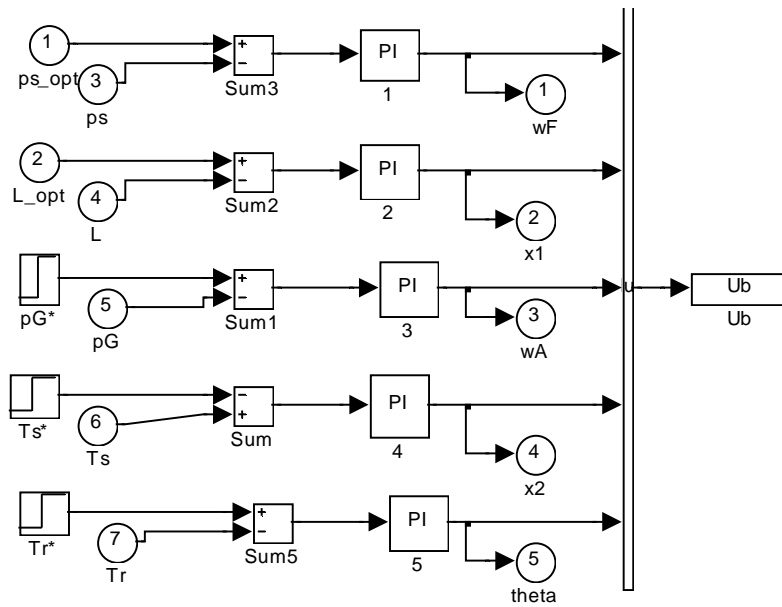 1
+
−
PI
ps_opt
3
Sum3
1
1
ps
wF
2
+
−
PI
L_opt
4
Sum2
2
2
L
x1
+
−
PI
u
Ub
pG*
5
Sum1
3
3
Ub
pG
wA
−
+
PI
Ts*
6
Sum
4
4
Ts
x2
+
−
PI
Tr*
7
Sum5
5
5
Tr
theta